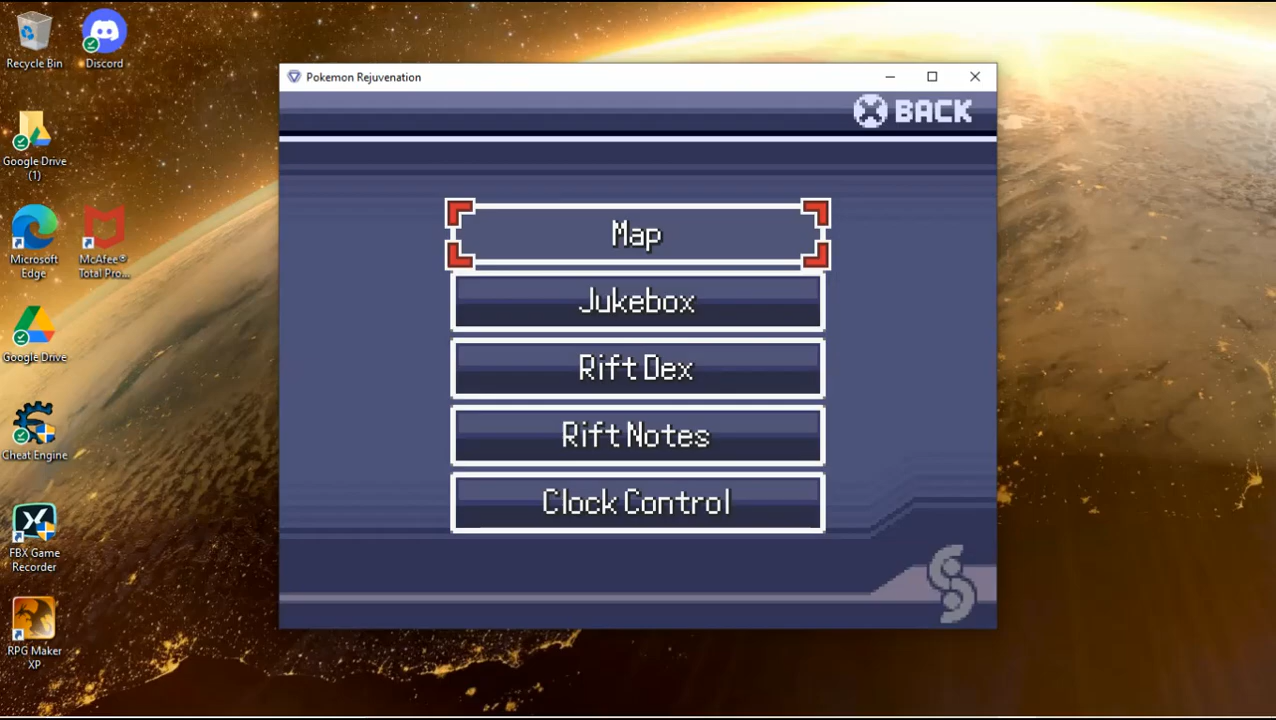 Recycle Bin
Discord
Google Drive
(1)
Microsoft
Edge
McAfee®
Total Pro...
Google Drive
Cheat Engine
FBX Game
Recorder
RPG Maker
XP
Pokemon Rejuvenation
BACK
Map
Jukebox
Rift Dex
Rift Notes
Clock Control